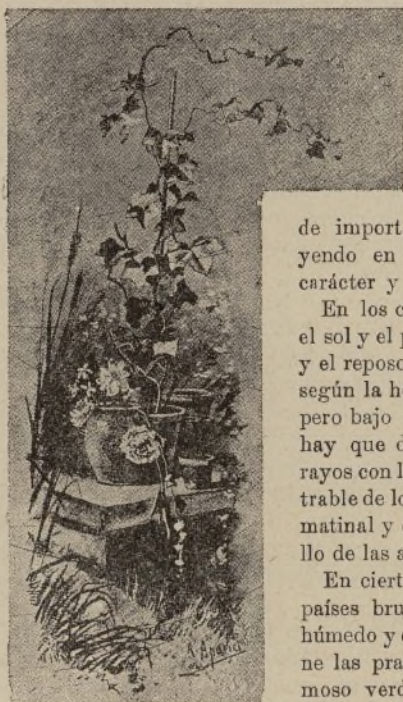 de import
yendo en
carácter y
En los c
el sol y el p
y el reposo
según la h
pero bajo
hay que d
rayos con l
trable de lo
matinal y
llo de las a
En ciert
países bru
húmedo y
ne las pra
moso verd